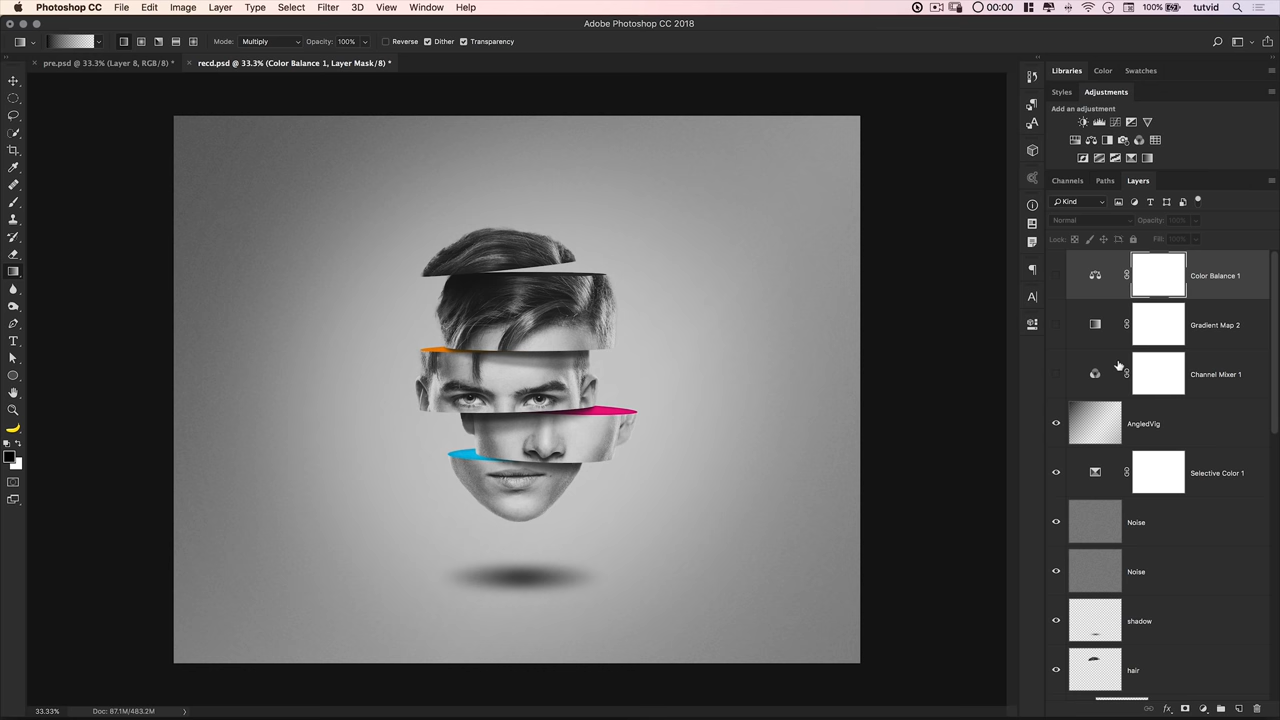 Photoshop CC File Edit Image Layer Type Select Filter 3D View Window Help 00:00 100% tutvid
Adobe Photoshop CC 2018
Mode: Multiply Opacity: 100% Reverse Dither Transparency
pre.psd @ 33.3% (Layer 8, RGB/8) * recd.psd @ 33.3% (Color Balance 1, Layer Mask/8) *
Libraries Color Swatches
Styles Adjustments
Add an adjustment
Channels Paths Layers
Kind
Normal Opacity: 100%
Lock: Fill: 100%
Color Balance 1
Gradient Map 2
Channel Mixer 1
AngledVig
Selective Color 1
Noise
Noise
shadow
hair
33.33% Doc: 87.1M/483.2M